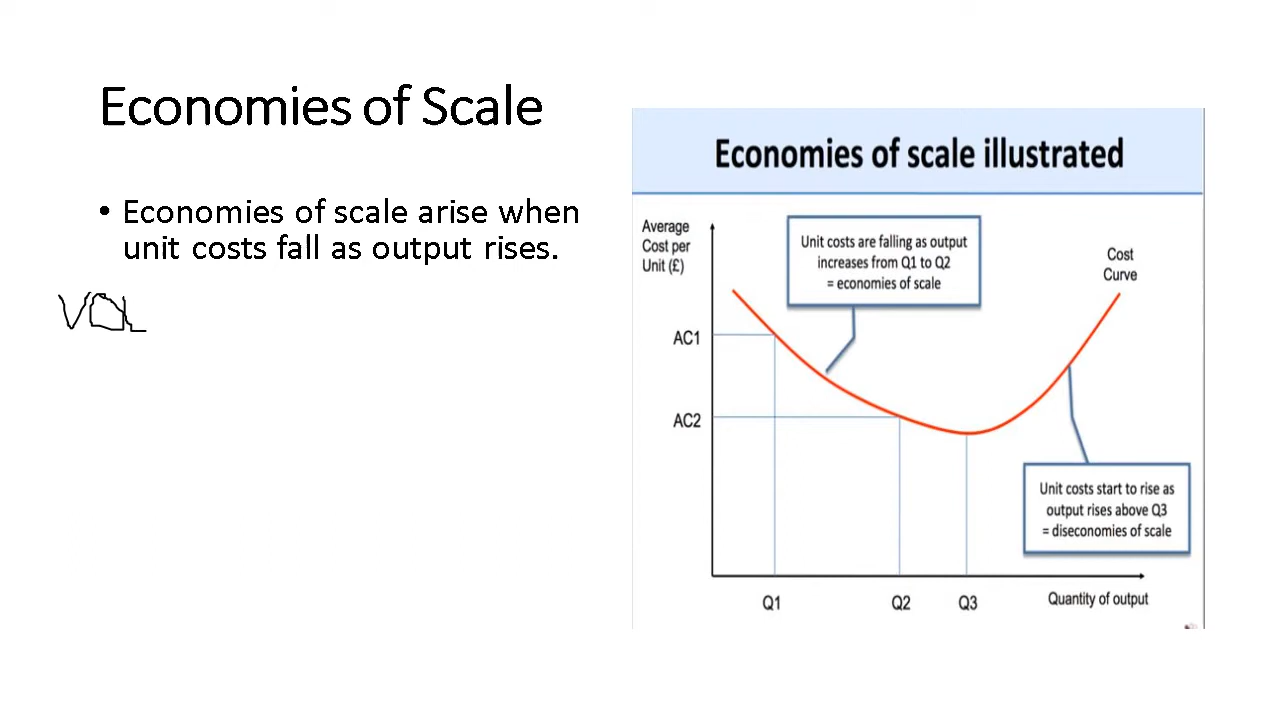 Economies of Scale
• Economies of scale arise when
unit costs fall as output rises.
VOL
Economies of scale illustrated
Average
Cost per
Unit (£)
Unit costs are falling as output
increases from Q1 to Q2
= economies of scale
Cost
Curve
AC1
AC2
Unit costs start to rise as
output rises above Q3
= diseconomies of scale
Q1 Q2 Q3 Quantity of output